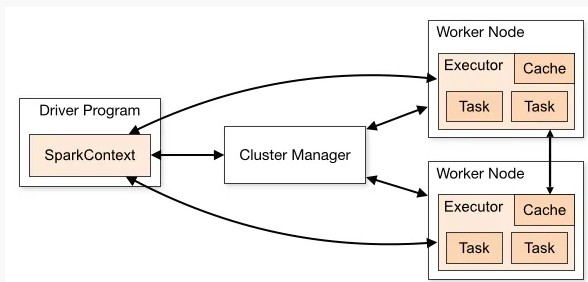 Driver Program
SparkContext
Cluster Manager
Worker Node
Executor
Cache
Task
Task
Worker Node
Executor
Cache
Task
Task